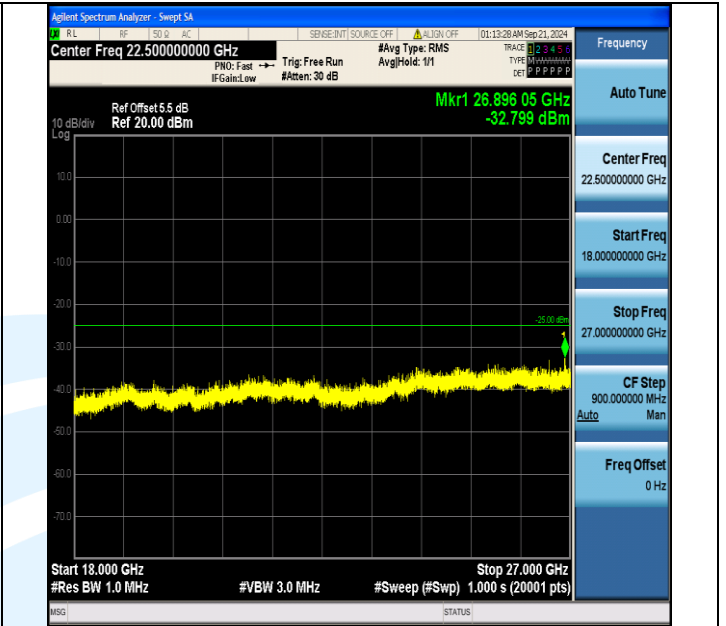 Agilent Spectrum Analyzer - Swept SA
RL RF 50 Ω AC SENSE:INT SOURCE OFF ALIGN OFF 01:13:28 AM Sep 21, 2024
Center Freq 22.500000000 GHz
PNO: Fast
IFGain:Low
Trig: Free Run
#Atten: 30 dB
#Avg Type: RMS
Avg|Hold: 1/1
TRACE 1 2 3 4 5 6
TYPE
DET P P P P P P
Mkr1 26.896 05 GHz
-32.799 dBm
Ref Offset 5.5 dB
10 dB/div Ref 20.00 dBm
Log
10.0
0.00
-10.0
-20.0
-25.00 dBm
1
-30.0
-40.0
-50.0
-60.0
-70.0
Start 18.000 GHz Stop 27.000 GHz
#Res BW 1.0 MHz #VBW 3.0 MHz #Sweep (#Swp) 1.000 s (20001 pts)
MSG STATUS
Frequency
Auto Tune
Center Freq
22.500000000 GHz
Start Freq
18.000000000 GHz
Stop Freq
27.000000000 GHz
CF Step
900.000000 MHz
Auto Man
Freq Offset
0 Hz